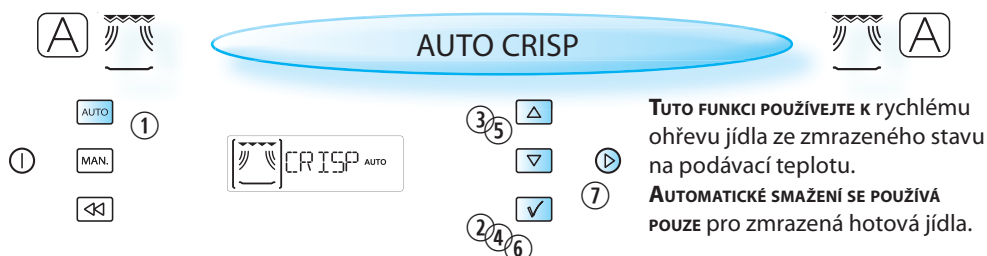 A
AUTO CRISP
A
AUTO
1
MAN.
CRISP AUTO
3
5
7
2
4
6
TUTO FUNKCI POUŽÍVEJTE K rychlému
ohřevu jídla ze zmrazeného stavu
na podávací teplotu.
AUTOMATICKÉ SMAŽENÍ SE POUŽÍVÁ
POUZE pro zmrazená hotová jídla.